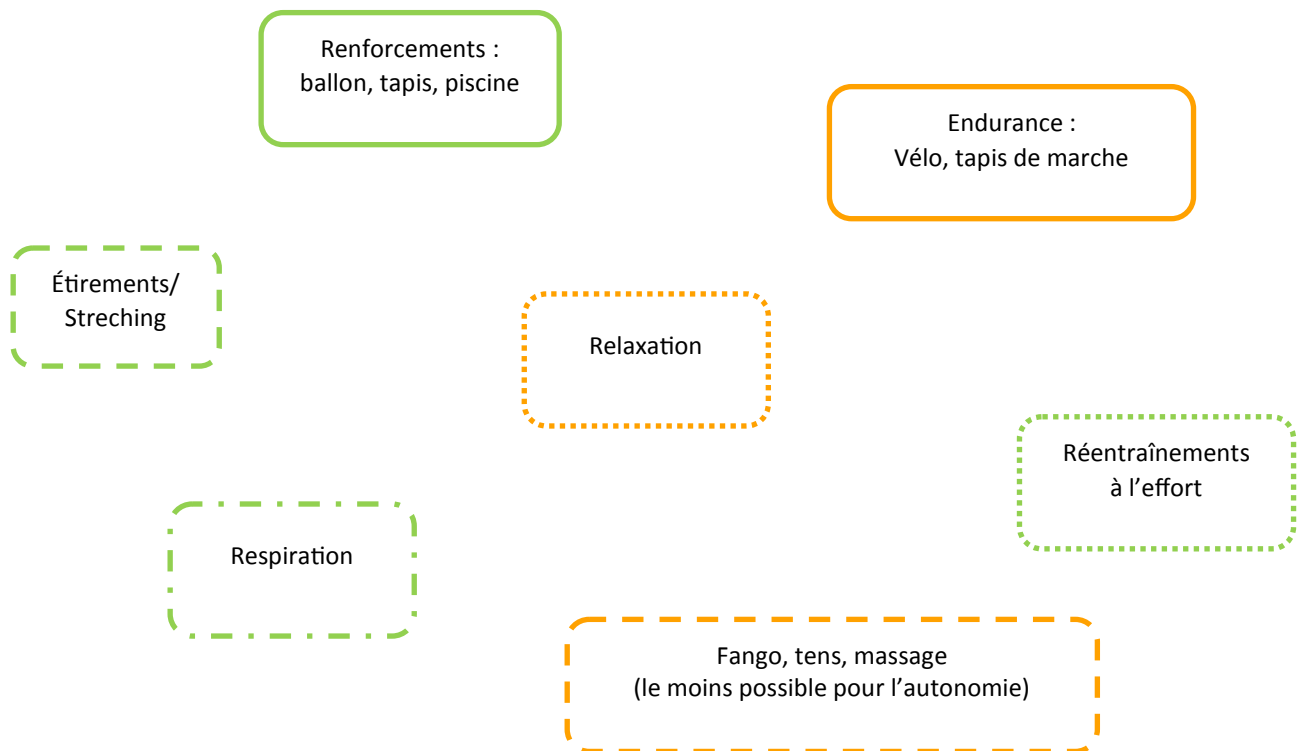 Renforcements :
ballon, tapis, piscine
Endurance :
Vélo, tapis de marche
Étirements/
Streching
Relaxation
Réentraînements
à l’effort
Respiration
Fango, tens, massage
(le moins possible pour l’autonomie)